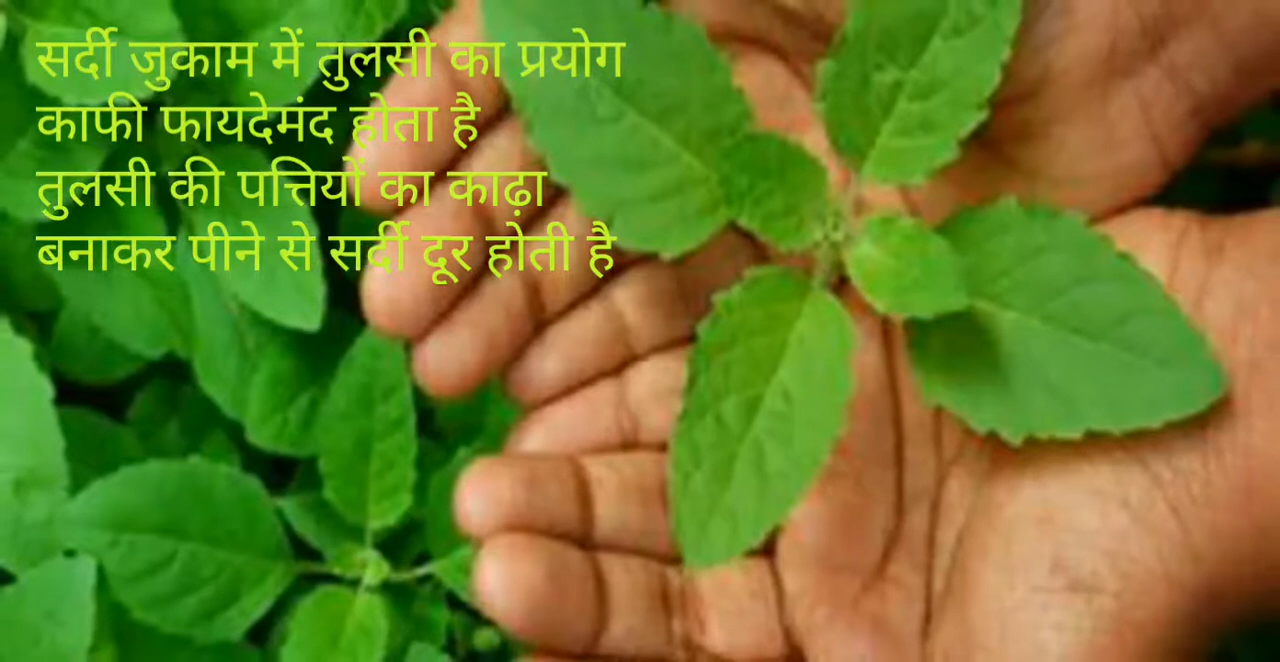 सर्दी जुकाम में तुलसी का प्रयोग
काफी फायदेमंद होता है
तुलसी की पत्तियों का काढ़ा
बनाकर पीने से सर्दी दूर होती है